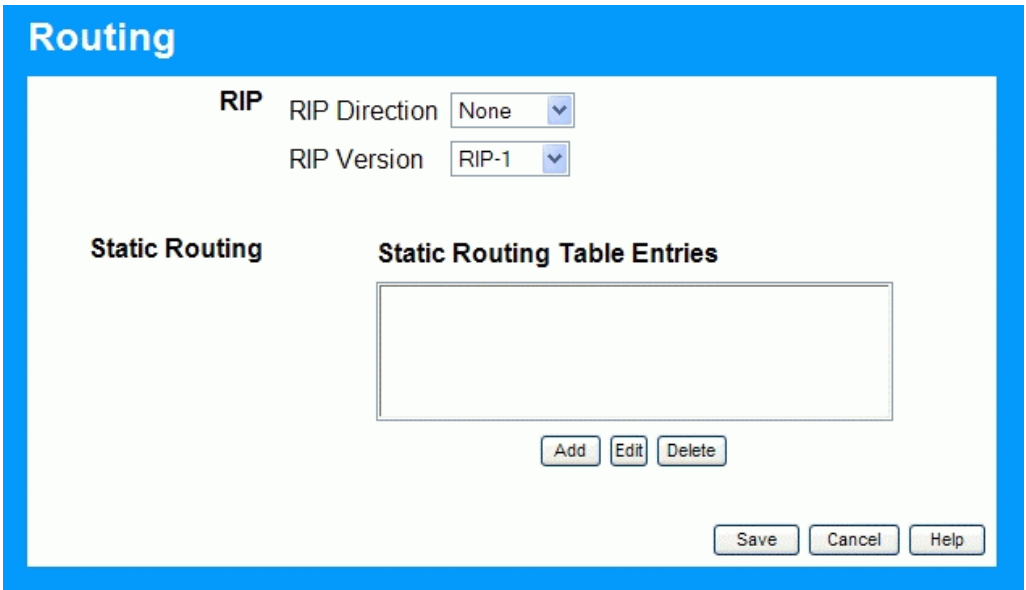 Routing
RIP RIP Direction None
RIP Version RIP-1
Static Routing Static Routing Table Entries
Add Edit Delete
Save Cancel Help